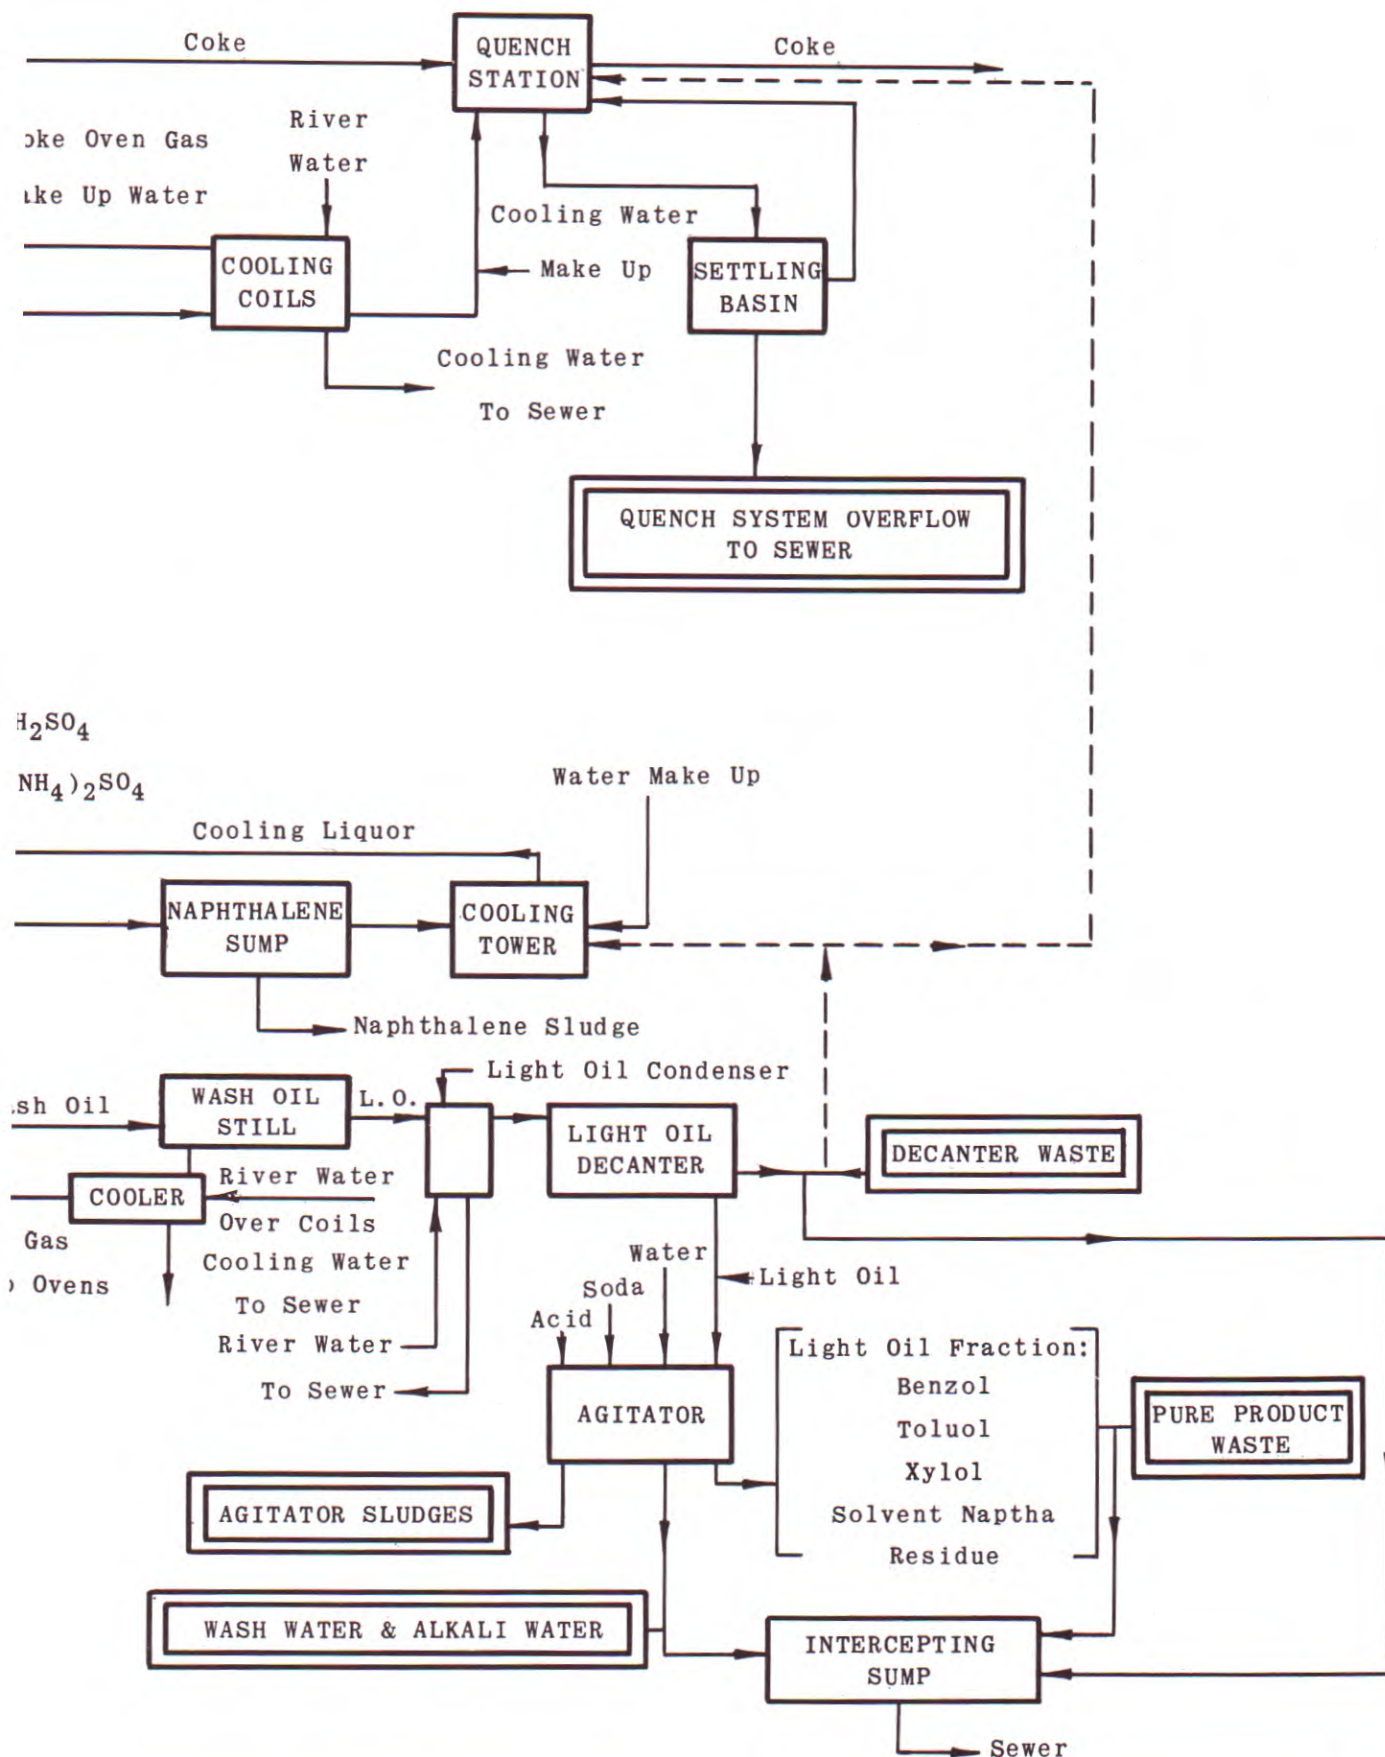 Coke
QUENCH
STATION
Coke
River
Water
oke Oven Gas
ake Up Water
Cooling Water
Make Up
COOLING
COILS
SETTLING
BASIN
Cooling Water
To Sewer
QUENCH SYSTEM OVERFLOW
TO SEWER
H2SO4
NH4)2SO4
Water Make Up
Cooling Liquor
NAPHTHALENE
SUMP
COOLING
TOWER
Naphthalene Sludge
Light Oil Condenser
sh Oil
WASH OIL
STILL
L.O.
LIGHT OIL
DECANTER
DECANTER WASTE
COOLER
River Water
Over Coils
Gas
o Ovens
Cooling Water
To Sewer
River Water
To Sewer
Water
Soda
Acid
Light Oil
AGITATOR
Light Oil Fraction:
Benzol
Toluol
Xylol
Solvent Naptha
Residue
PURE PRODUCT
WASTE
AGITATOR SLUDGES
WASH WATER & ALKALI WATER
INTERCEPTING
SUMP
Sewer